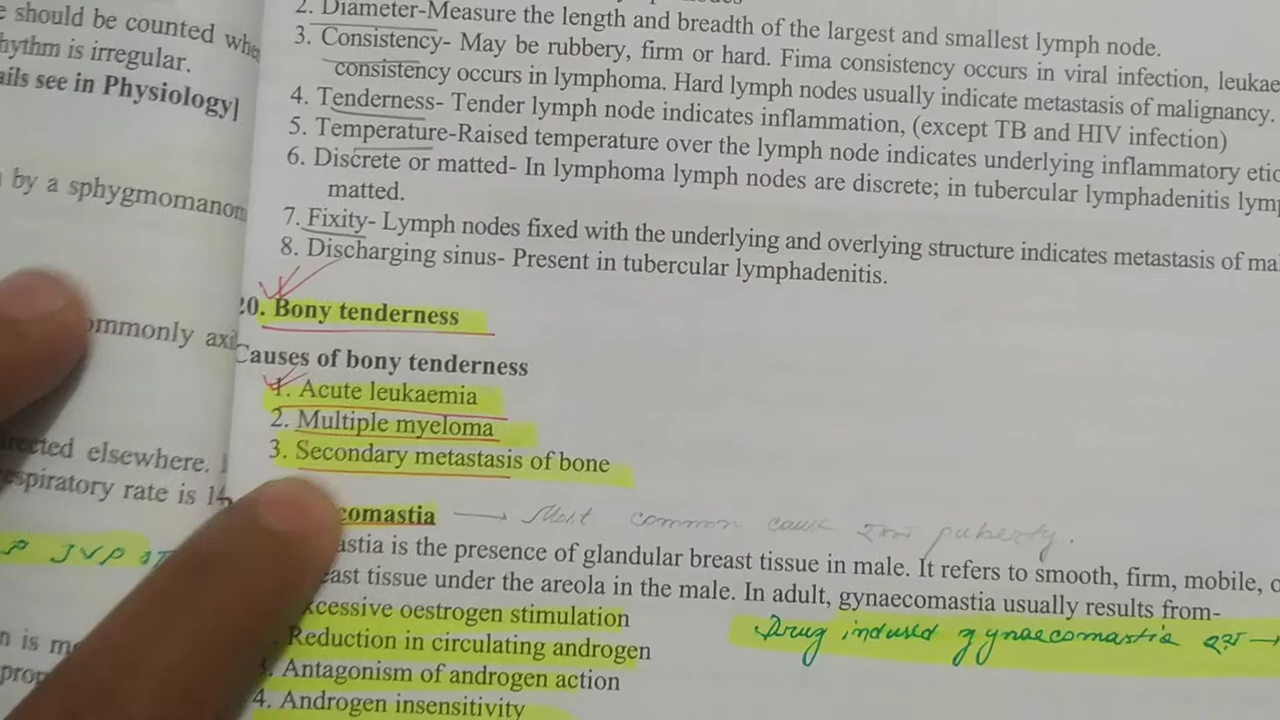 e should be counted whe
hythm is irregular.
ails see in Physiology]
by a sphygmomanom
ommonly axil
rected elsewhere. I
espiratory rate is 14
JVP
n is m
prop
2. Diameter-Measure the length and breadth of the largest and smallest lymph node.
3. Consistency- May be rubbery, firm or hard. Fima consistency occurs in viral infection, leukae
consistency occurs in lymphoma. Hard lymph nodes usually indicate metastasis of malignancy.
4. Tenderness- Tender lymph node indicates inflammation, (except TB and HIV infection)
5. Temperature-Raised temperature over the lymph node indicates underlying inflammatory etio
6. Discrete or matted- In lymphoma lymph nodes are discrete; in tubercular lymphadenitis lymp
matted.
7. Fixity- Lymph nodes fixed with the underlying and overlying structure indicates metastasis of mal
8. Discharging sinus- Present in tubercular lymphadenitis.
20. Bony tenderness
Causes of bony tenderness
1. Acute leukaemia
2. Multiple myeloma
3. Secondary metastasis of bone
comastia → Most common cause হলো puberty.
astia is the presence of glandular breast tissue in male. It refers to smooth, firm, mobile,
east tissue under the areola in the male. In adult, gynaecomastia usually results from-
xcessive oestrogen stimulation
Drug induced gynaecomastia হয় →
. Reduction in circulating androgen
3. Antagonism of androgen action
4. Androgen insensitivity